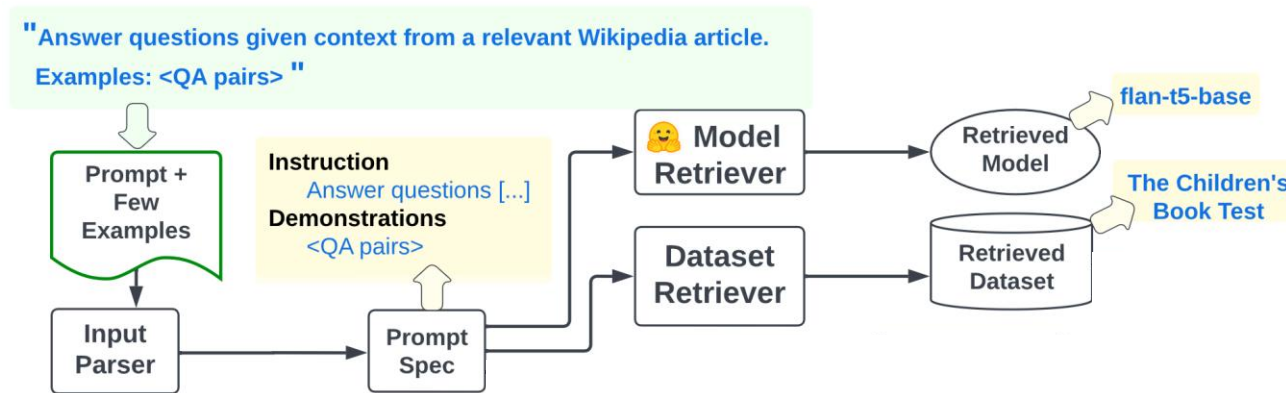 "Answer questions given context from a relevant Wikipedia article.
Examples: <QA pairs> "
Prompt +
Few
Examples
Input
Parser
Instruction
Answer questions [...]
Demonstrations
<QA pairs>
Prompt
Spec
Model
Retriever
Dataset
Retriever
Retrieved
Model
Retrieved
Dataset
flan-t5-base
The Children's
Book Test